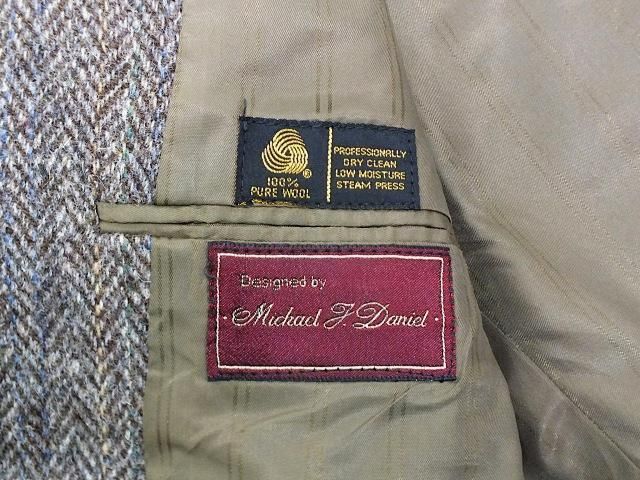 100%
PURE WOOL
®
PROFESSIONALLY
DRY CLEAN
LOW MOISTURE
STEAM PRESS
Designed by
Michael F. Daniel